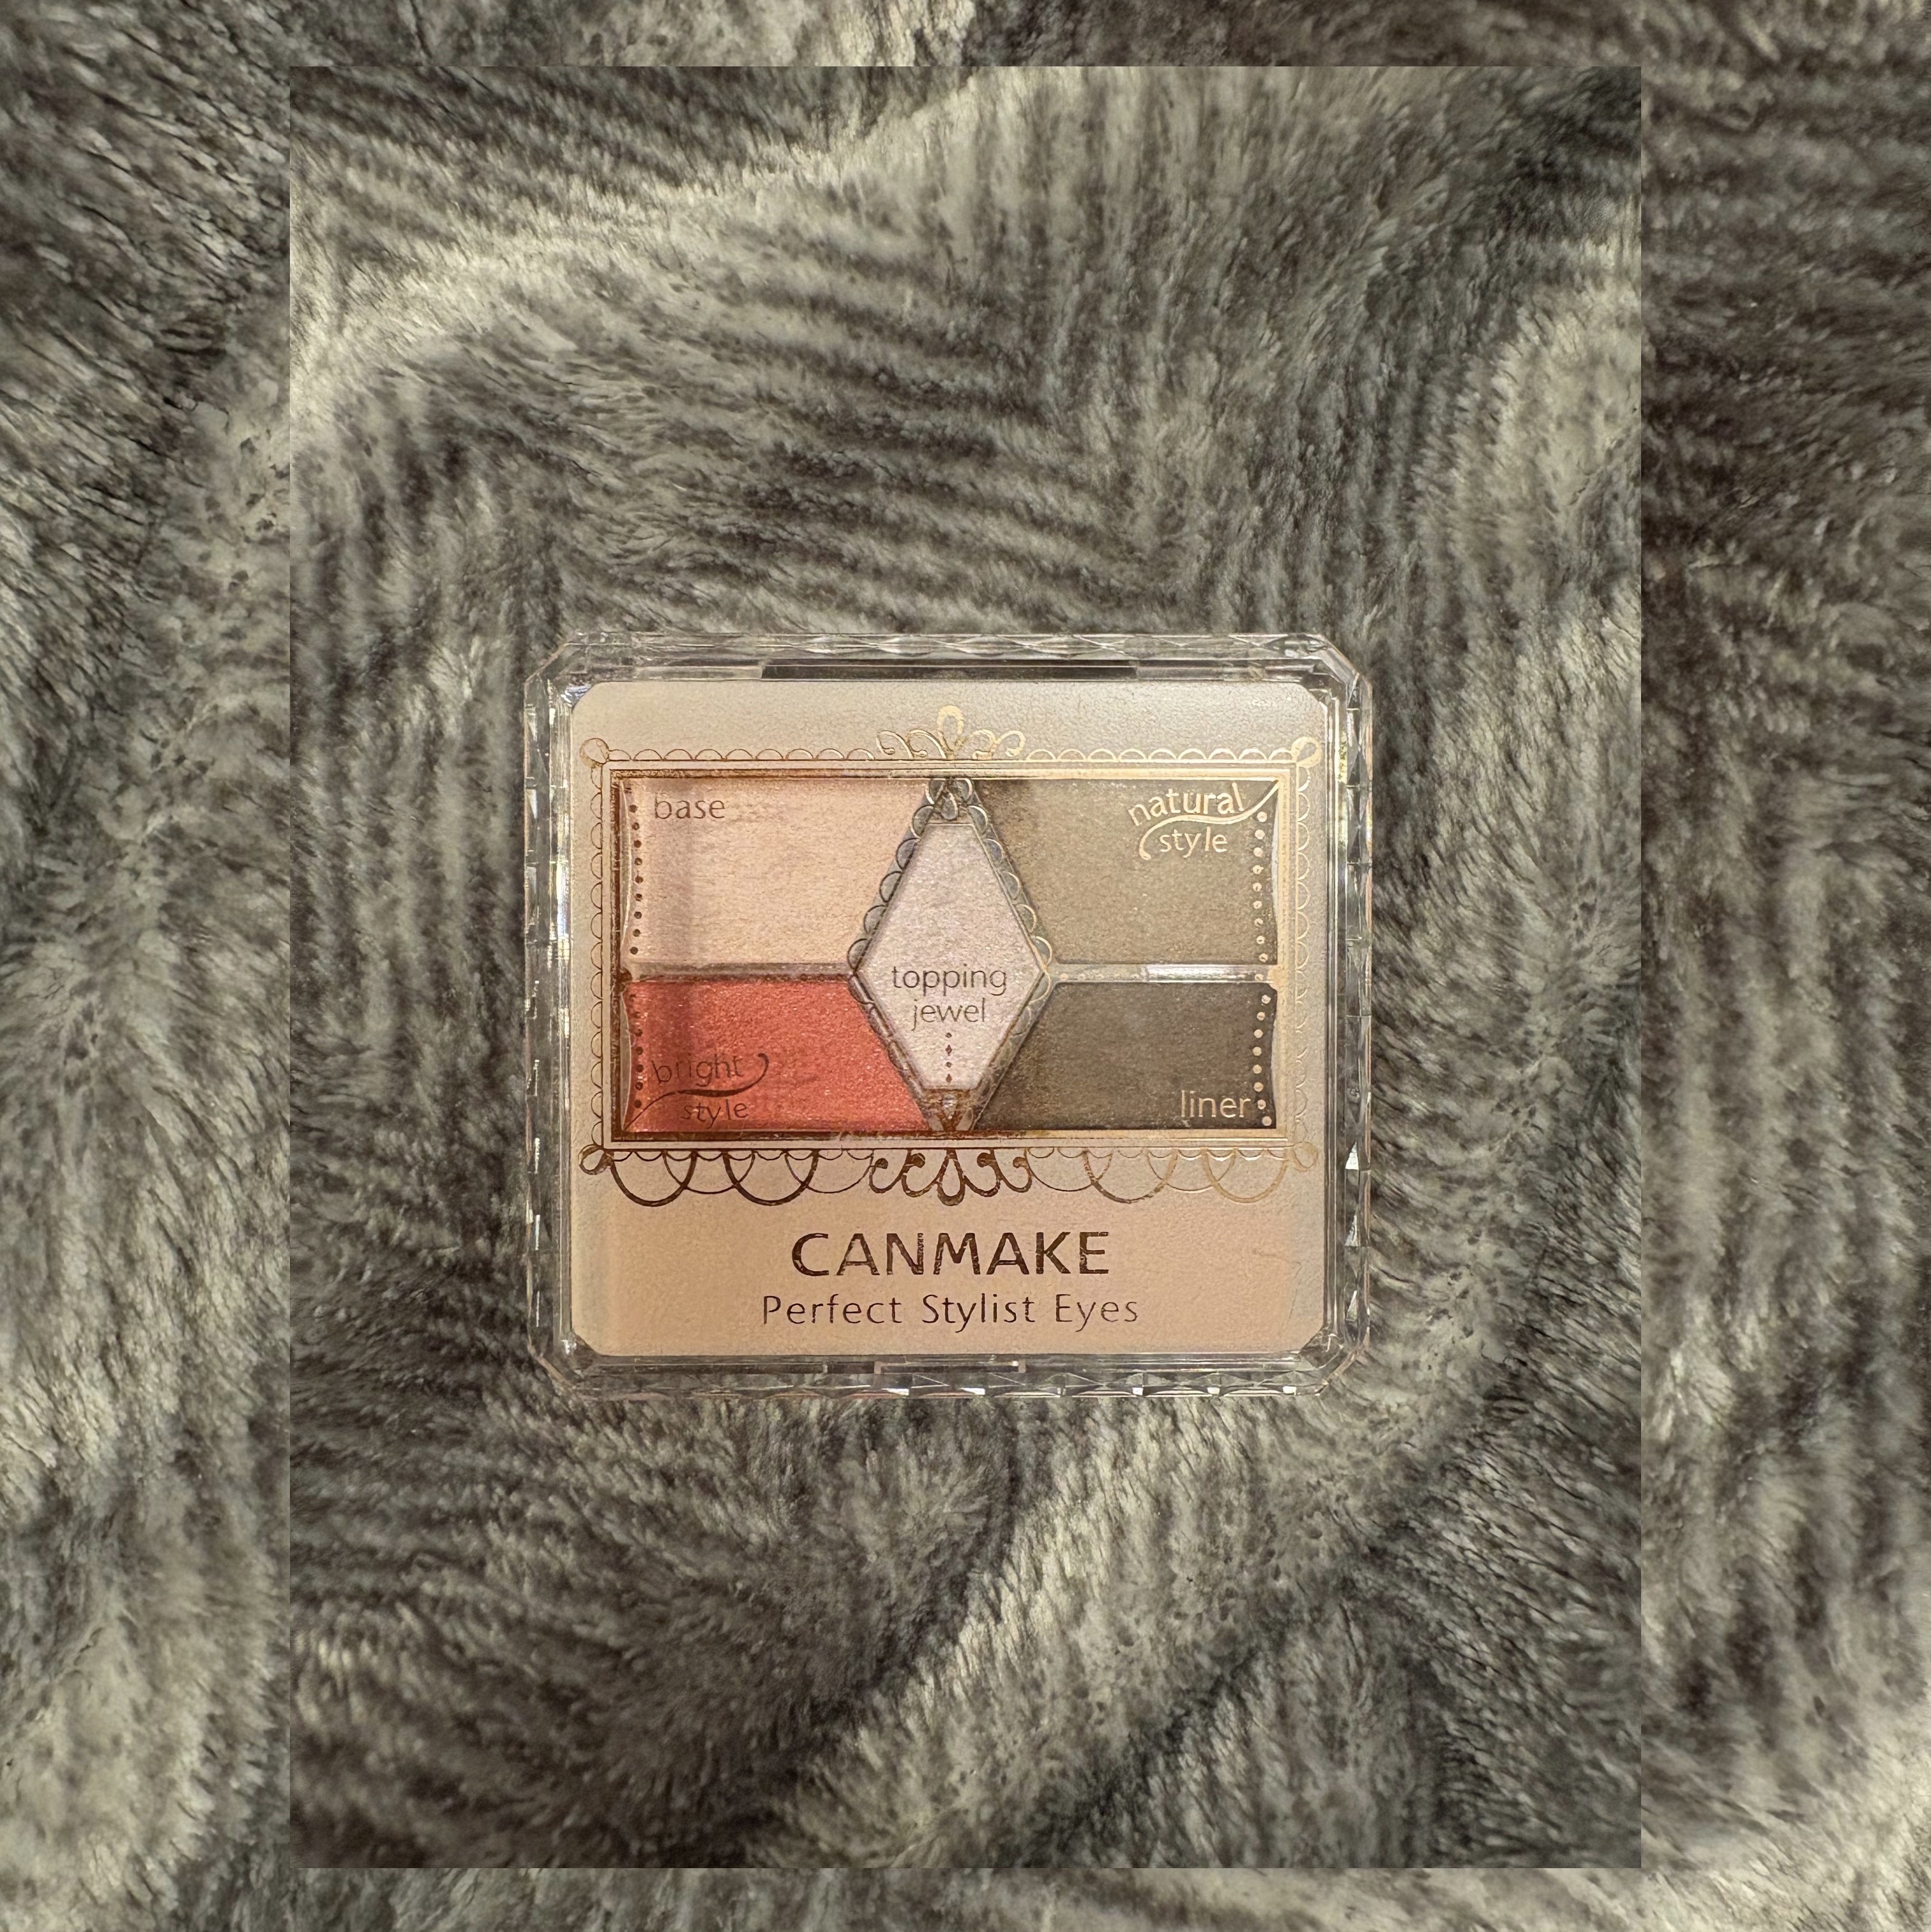 base
natural
style
topping
jewel
bright
style
liner
CANMAKE
Perfect Stylist Eyes